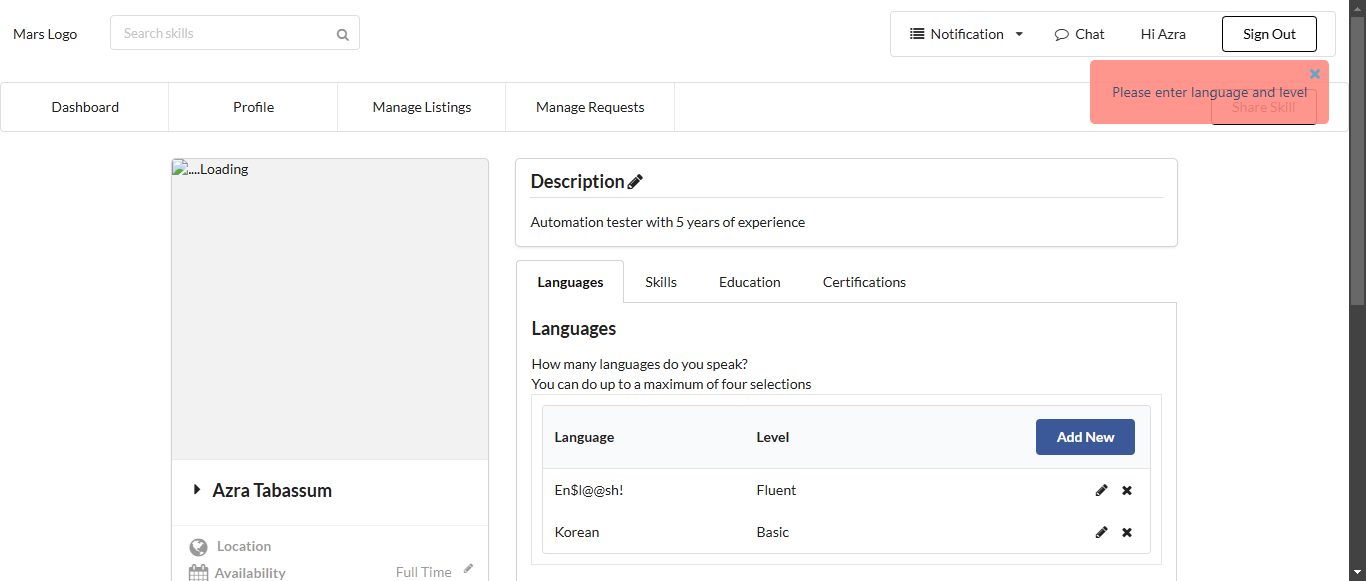 Mars Logo
Search skills
Notification
Chat
Hi Azra
Sign Out
Please enter language and level
Dashboard
Profile
Manage Listings
Manage Requests
Share Skill
....Loading
Description
Automation tester with 5 years of experience
Languages
Skills
Education
Certifications
Languages
How many languages do you speak?
You can do up to a maximum of four selections
Language
Level
Add New
En$l@@sh!
Fluent
Korean
Basic
Azra Tabassum
Location
Availability
Full Time